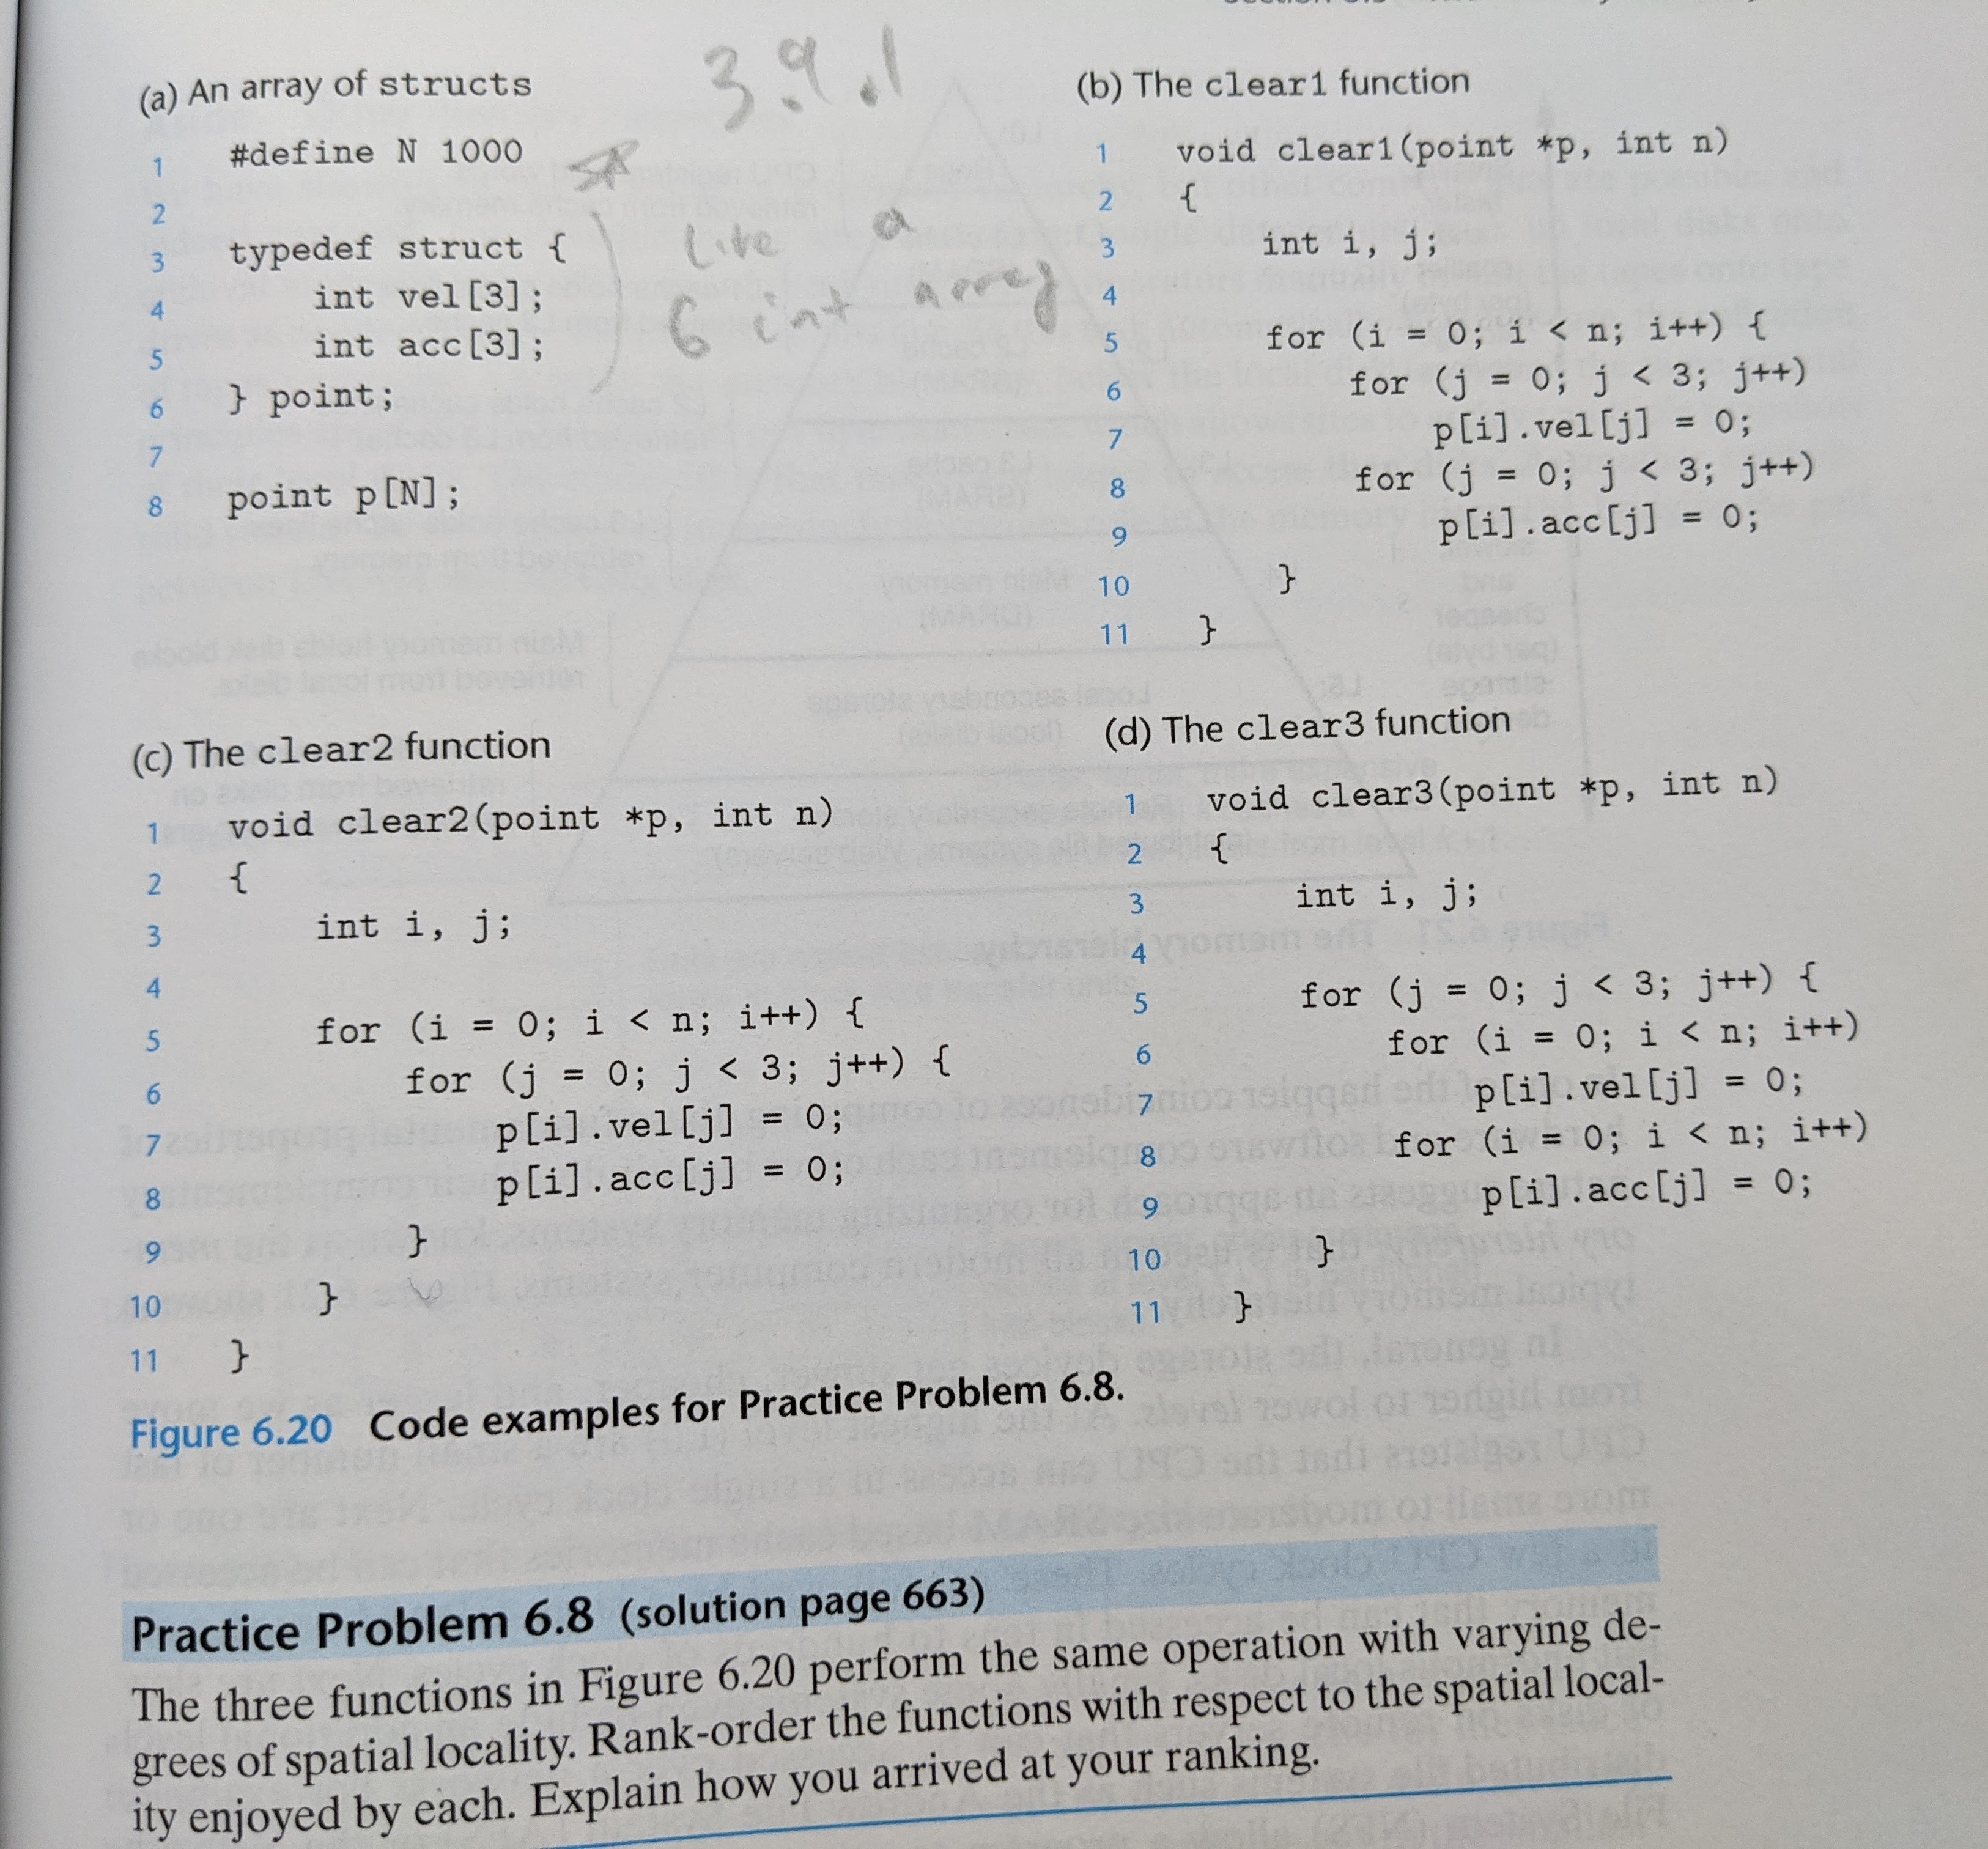 (a) An array of structs
3.9.1
1 #define N 1000
2
3 typedef struct {
like a
4 int vel[3];
6 int array
5 int acc[3];
6 } point;
7
8 point p[N];
(b) The clear1 function
1 void clear1(point *p, int n)
2 {
3 int i, j;
4
5 for (i = 0; i < n; i++) {
6 for (j = 0; j < 3; j++)
7 p[i].vel[j] = 0;
8 for (j = 0; j < 3; j++)
9 p[i].acc[j] = 0;
10 }
11 }
(c) The clear2 function
1 void clear2(point *p, int n)
2 {
3 int i, j;
4
5 for (i = 0; i < n; i++) {
6 for (j = 0; j < 3; j++) {
7 p[i].vel[j] = 0;
8 p[i].acc[j] = 0;
9 }
10 }
11 }
(d) The clear3 function
1 void clear3(point *p, int n)
2 {
3 int i, j;
4
5 for (j = 0; j < 3; j++) {
6 for (i = 0; i < n; i++)
7 p[i].vel[j] = 0;
8 for (i = 0; i < n; i++)
9 p[i].acc[j] = 0;
10 }
11 }
Figure 6.20 Code examples for Practice Problem 6.8.
Practice Problem 6.8 (solution page 663)
The three functions in Figure 6.20 perform the same operation with varying de-
grees of spatial locality. Rank-order the functions with respect to the spatial local-
ity enjoyed by each. Explain how you arrived at your ranking.